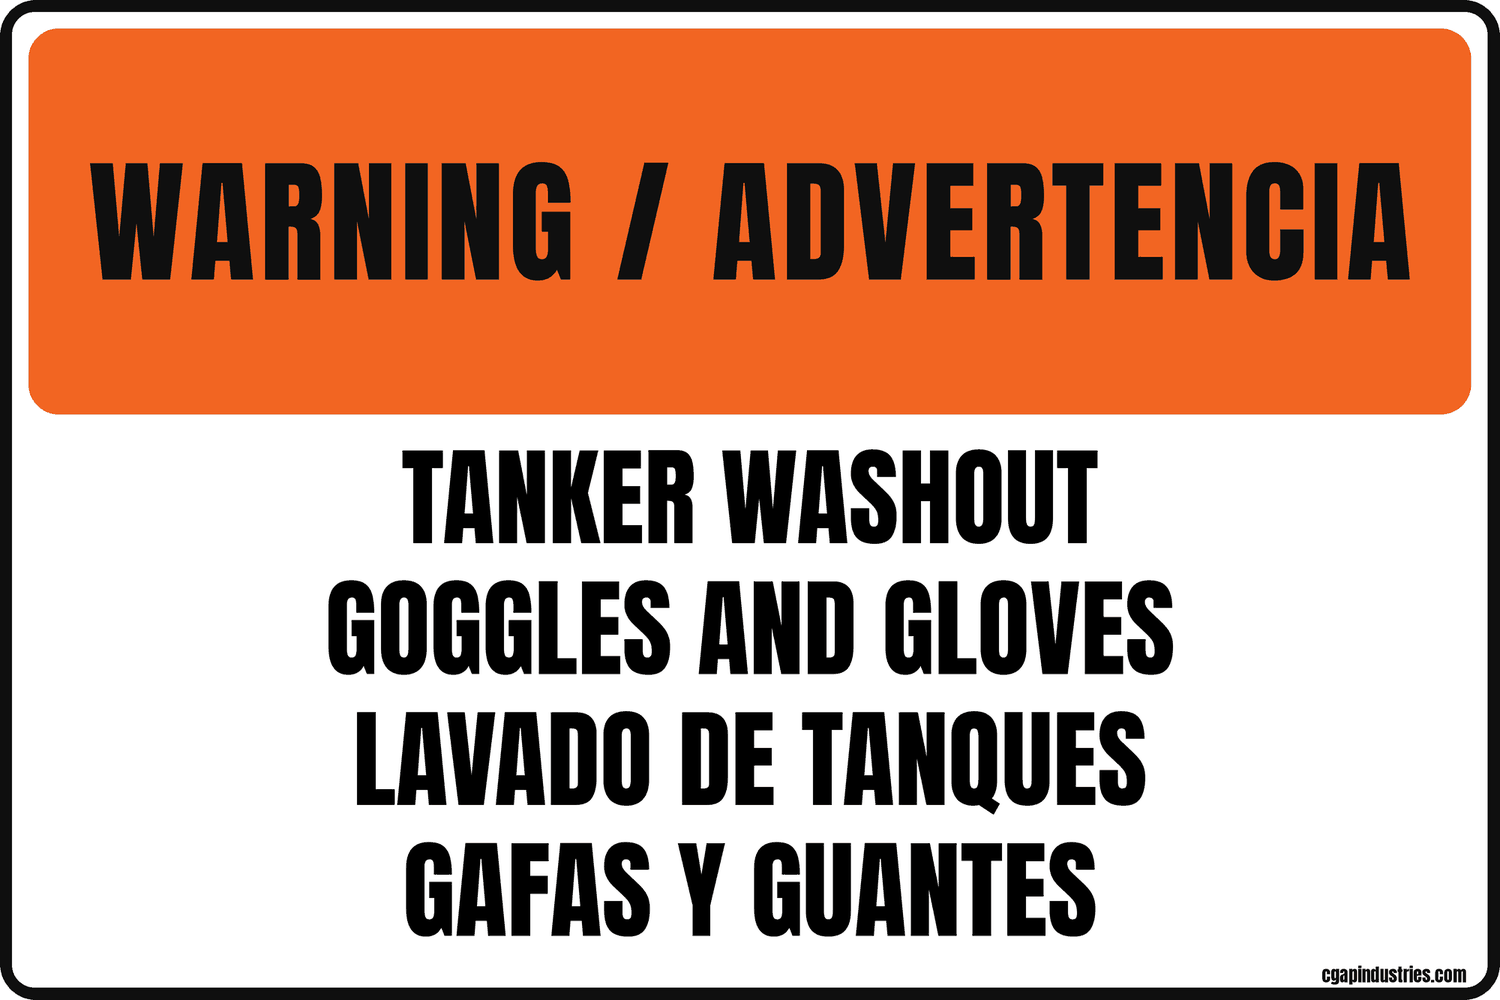 WARNING / ADVERTENCIA
TANKER WASHOUT
GOGGLES AND GLOVES
LAVADO DE TANQUES
GAFAS Y GUANTES
cgapindustries.com